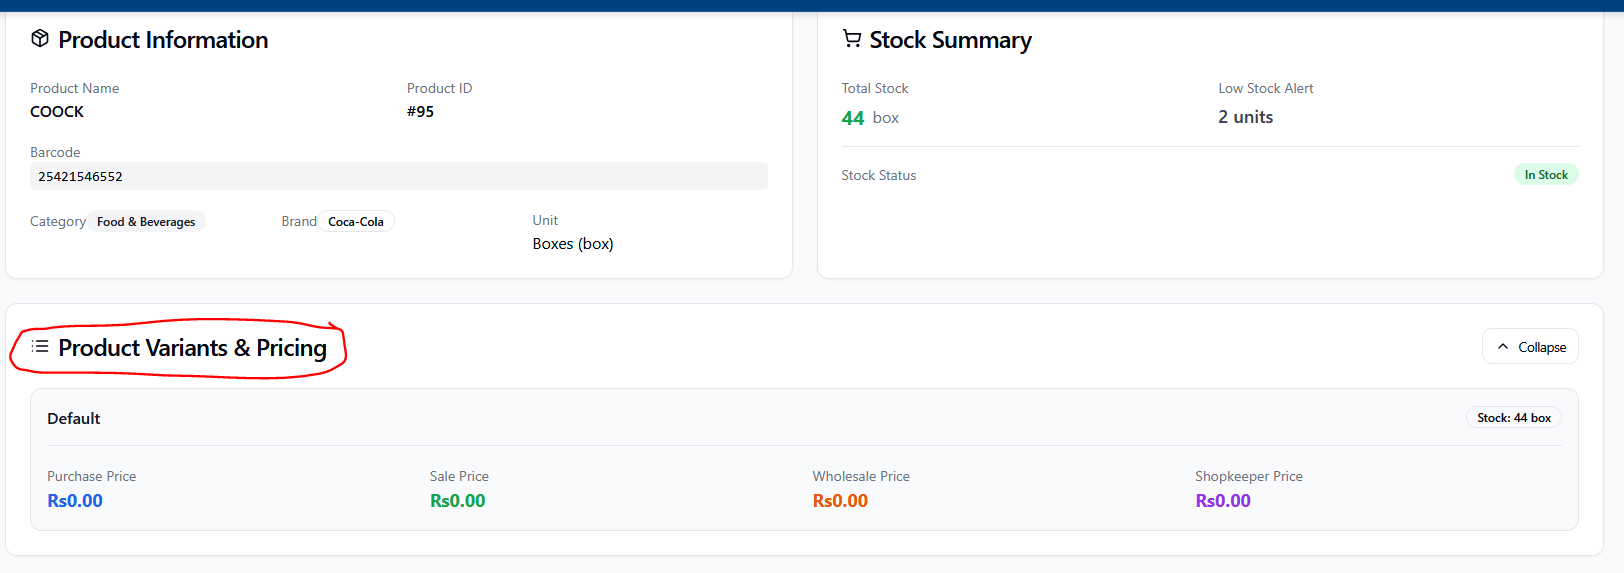 Product Information
Product Name
COOCK
Product ID
#95
Barcode
25421546552
Category Food & Beverages
Brand Coca-Cola
Unit
Boxes (box)
Stock Summary
Total Stock
44 box
Low Stock Alert
2 units
Stock Status
In Stock
Product Variants & Pricing
Collapse
Default
Stock: 44 box
Purchase Price
Rs0.00
Sale Price
Rs0.00
Wholesale Price
Rs0.00
Shopkeeper Price
Rs0.00